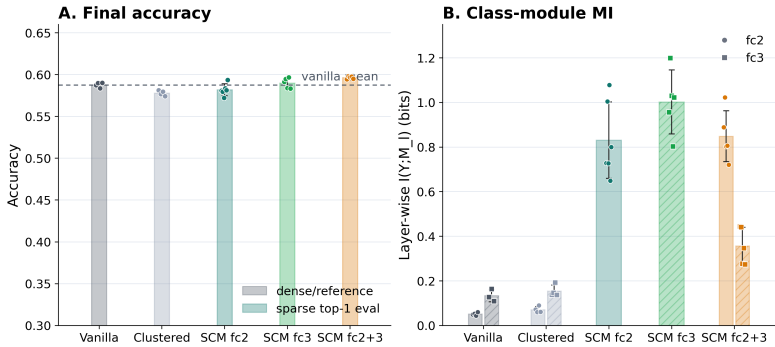 A. Final accuracy
0.65
0.60
0.55
0.50
0.45
0.40
0.35
0.30
Accuracy
vanilla mean
dense/reference
sparse top-1 eval
Vanilla
Clustered
SCM fc2
SCM fc3
SCM fc2+3
B. Class-module MI
1.2
1.0
0.8
0.6
0.4
0.2
0.0
Layer-wise I(Y;M_l) (bits)
fc2
fc3
Vanilla
Clustered
SCM fc2
SCM fc3
SCM fc2+3